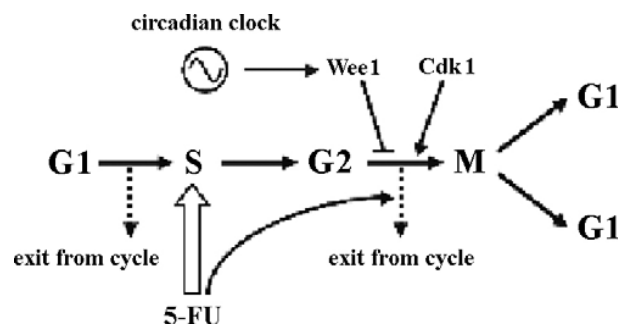 circadian clock
Wee1 Cdk1
G1
G1 S G2 M
G1
exit from cycle exit from cycle
5-FU